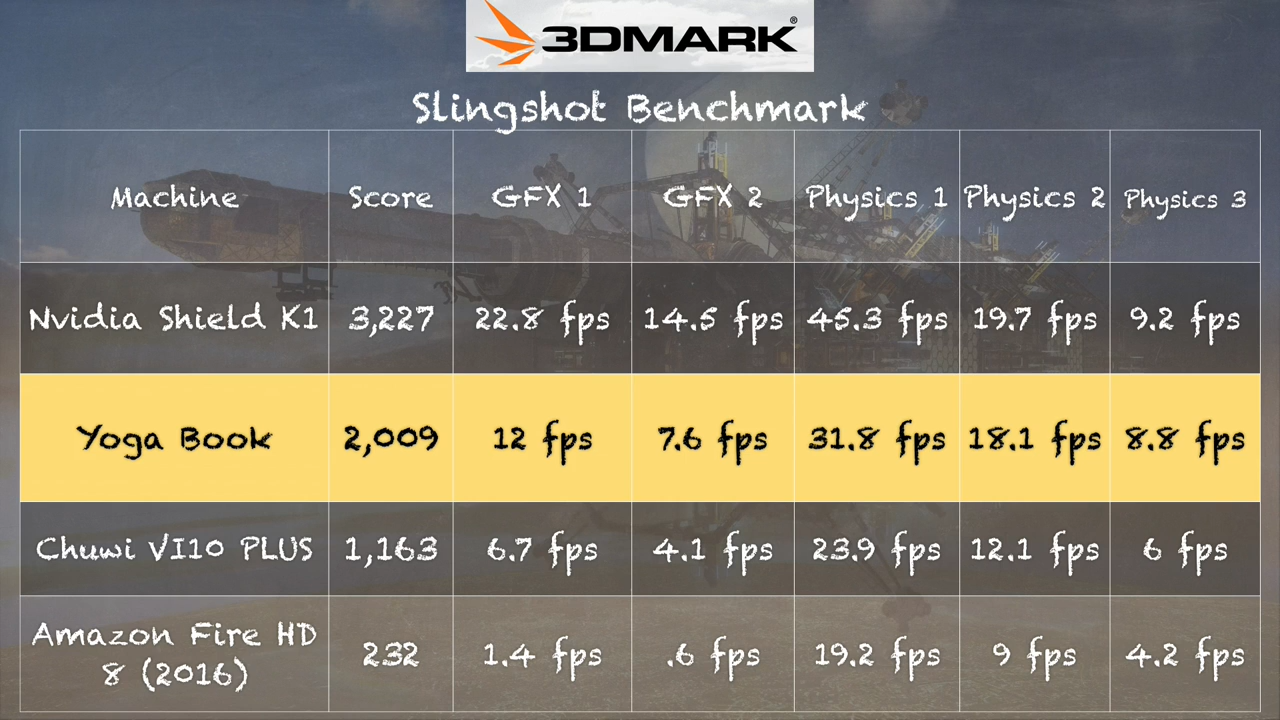 3DMARK®
Slingshot Benchmark
Machine Score GFX 1 GFX 2 Physics 1 Physics 2 Physics 3
Nvidia Shield K1 3,227 22.8 fps 14.5 fps 45.3 fps 19.7 fps 9.2 fps
Yoga Book 2,009 12 fps 7.6 fps 31.8 fps 18.1 fps 8.8 fps
Chuwi VI10 PLUS 1,163 6.7 fps 4.1 fps 23.9 fps 12.1 fps 6 fps
Amazon Fire HD
8 (2016) 232 1.4 fps .6 fps 19.2 fps 9 fps 4.2 fps